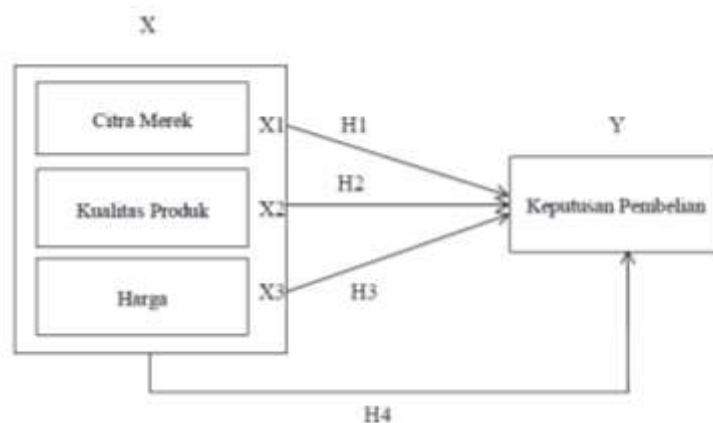 X
Citra Merek
X1
H1
Y
Kualitas Produk
X2
H2
Keputusan Pembelian
Harga
X3
H3
H4